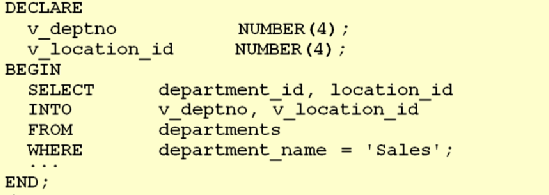 DECLARE
  v_deptno            NUMBER(4);
  v_location_id       NUMBER(4);
BEGIN
  SELECT       department_id, location_id
  INTO         v_deptno, v_location_id
  FROM         departments
  WHERE        department_name = 'Sales';
  ...
END;